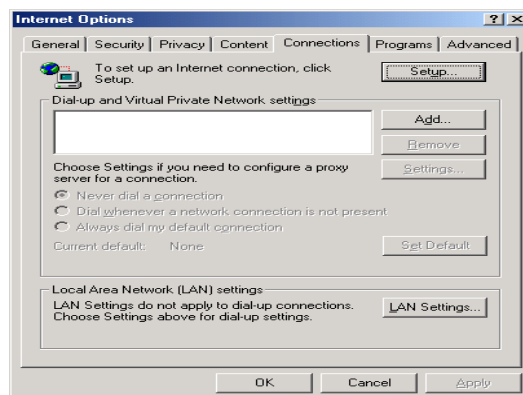 Internet Options
General Security Privacy Content Connections Programs Advanced
To set up an Internet connection, click
Setup.
Setup...
Dial-up and Virtual Private Network settings
Add...
Remove
Choose Settings if you need to configure a proxy
server for a connection.
Settings...
Never dial a connection
Dial whenever a network connection is not present
Always dial my default connection
Current default: None
Set Default
Local Area Network (LAN) settings
LAN Settings do not apply to dial-up connections.
Choose Settings above for dial-up settings.
LAN Settings...
OK Cancel Apply